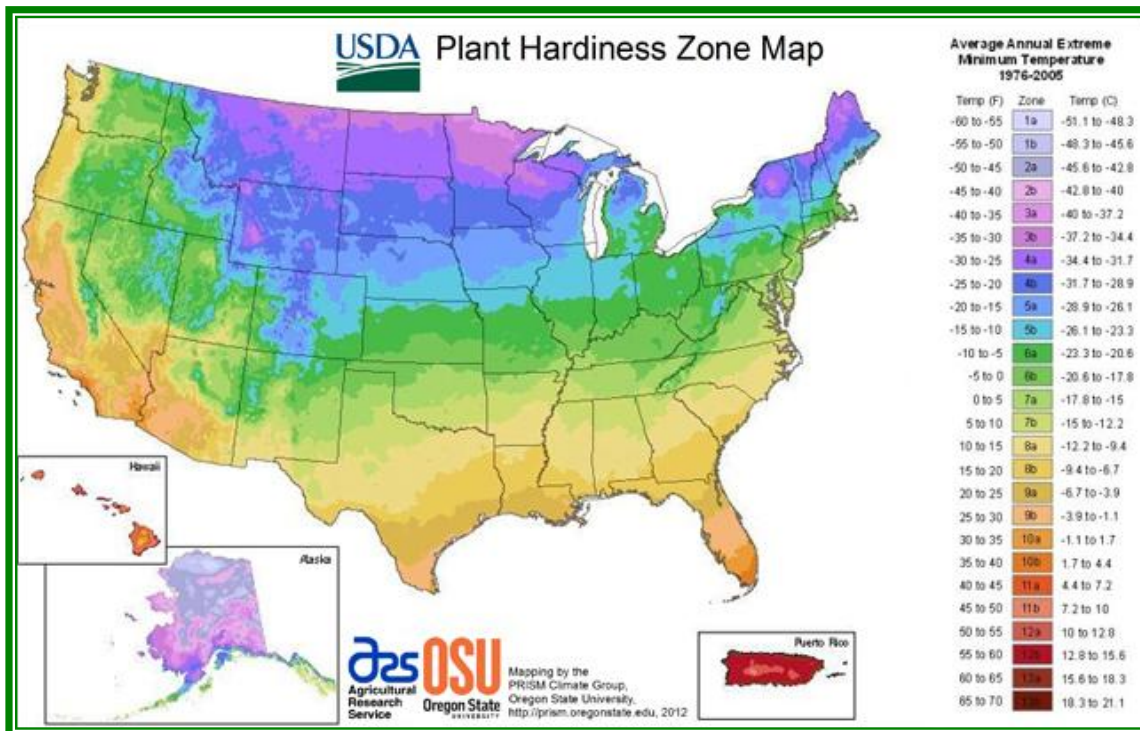 USDA Plant Hardiness Zone Map
Average Annual Extreme
Minimum Temperature
1976-2005
Temp (F) Zone Temp (C)
-60 to -55 1a -51.1 to -48.3
-55 to -50 1b -48.3 to -45.6
-50 to -45 2a -45.6 to -42.8
-45 to -40 2b -42.8 to -40
-40 to -35 3a -40 to -37.2
-35 to -30 3b -37.2 to -34.4
-30 to -25 4a -34.4 to -31.7
-25 to -20 4b -31.7 to -28.9
-20 to -15 5a -28.9 to -26.1
-15 to -10 5b -26.1 to -23.3
-10 to -5 6a -23.3 to -20.6
-5 to 0 6b -20.6 to -17.8
0 to 5 7a -17.8 to -15
5 to 10 7b -15 to -12.2
10 to 15 8a -12.2 to -9.4
15 to 20 8b -9.4 to -6.7
20 to 25 9a -6.7 to -3.9
25 to 30 9b -3.9 to -1.1
30 to 35 10a -1.1 to 1.7
35 to 40 10b 1.7 to 4.4
40 to 45 11a 4.4 to 7.2
45 to 50 11b 7.2 to 10
50 to 55 12a 10 to 12.8
55 to 60 12b 12.8 to 15.6
60 to 65 13a 15.6 to 18.3
65 to 70 18.3 to 21.1
Hawaii
Alaska
Puerto Rico
ars
Agricultural
Research
Service
OSU
Oregon State
UNIVERSITY
Mapping by the
PRISM Climate Group,
Oregon State University,
http://prism.oregonstate.edu, 2012